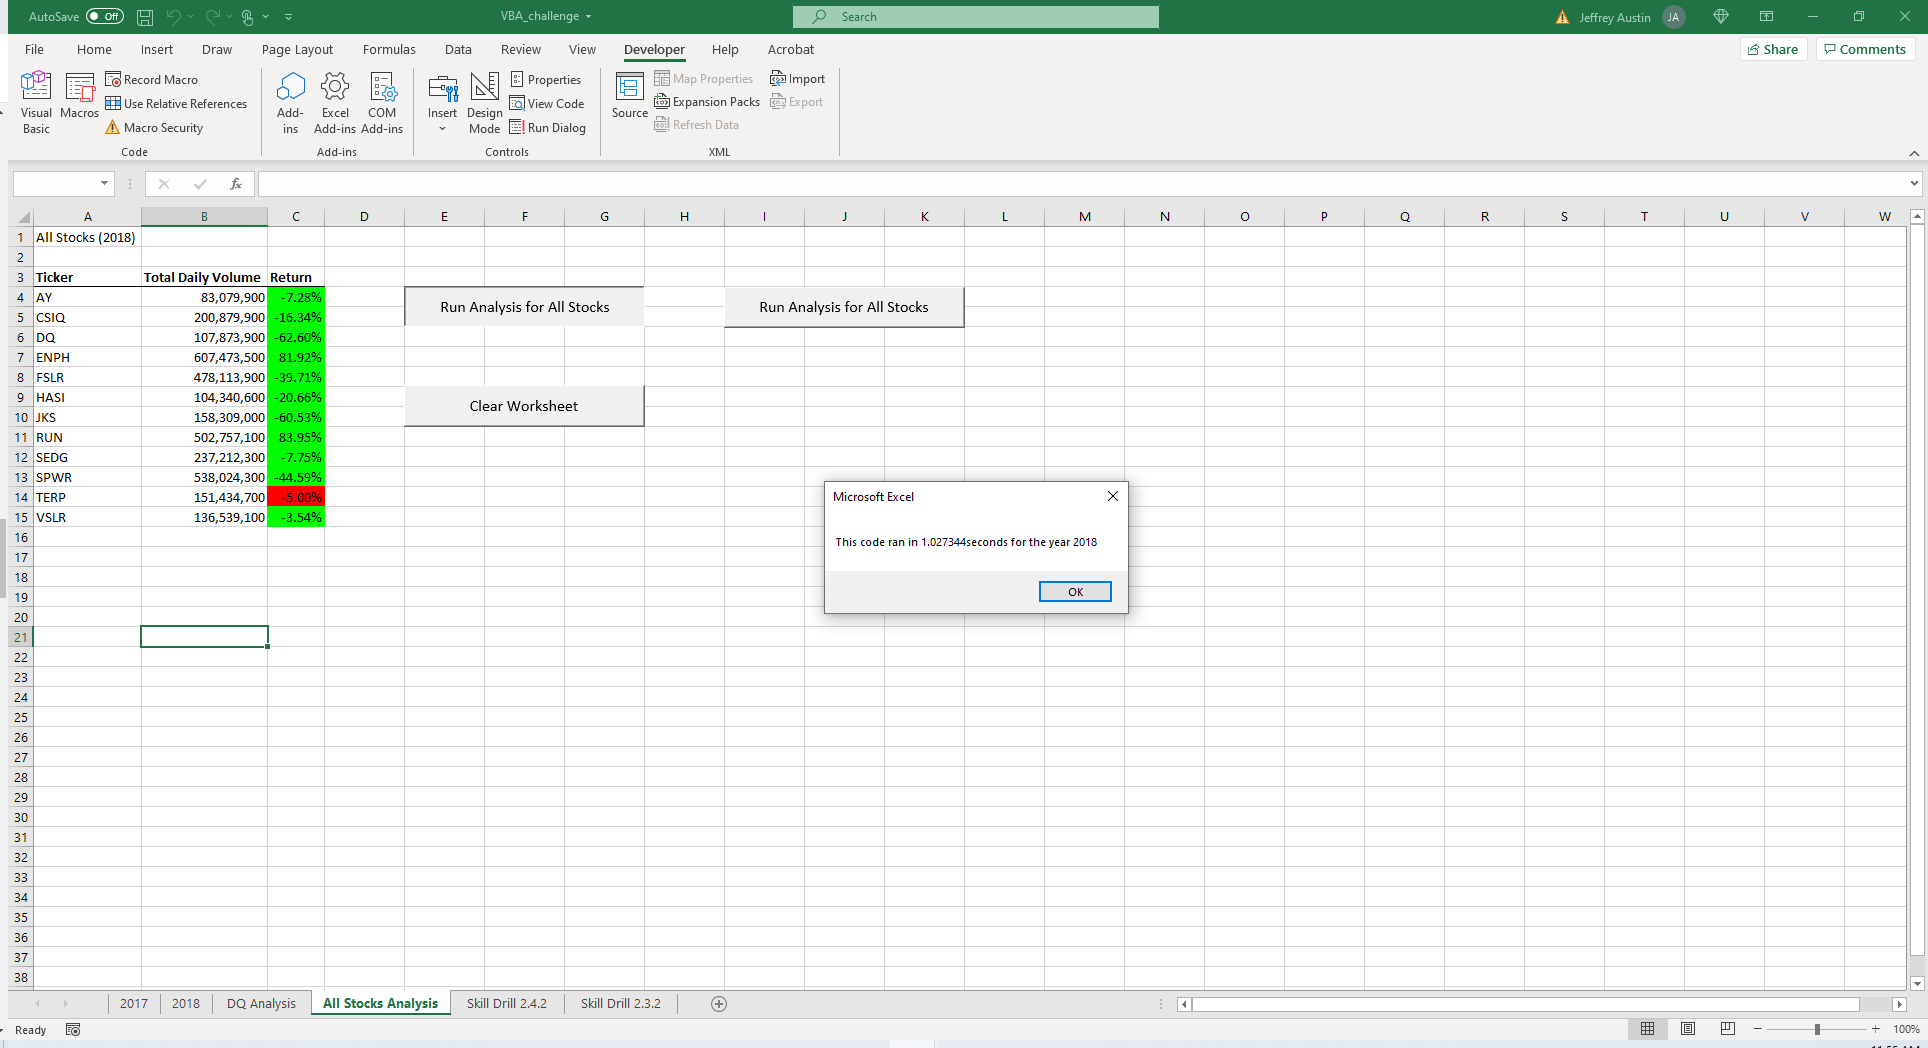 AutoSave Off VBA_challenge Search Jeffrey Austin JA
File Home Insert Draw Page Layout Formulas Data Review View Developer Help Acrobat Share Comments
Visual Basic
Macros
Record Macro
Use Relative References
Macro Security
Code
Add-ins
Excel Add-ins
COM Add-ins
Add-ins
Insert
Design Mode
Properties
View Code
Run Dialog
Controls
Source
Map Properties
Expansion Packs
Refresh Data
Import
Export
XML
fx
A B C D E F G H I J K L M N O P Q R S T U V W
1 All Stocks (2018)
2
3 Ticker Total Daily Volume Return
4 AY 83,079,900 -7.28%
5 CSIQ 200,879,900 -16.34%
6 DQ 107,873,900 -62.60%
7 ENPH 607,473,500 81.92%
8 FSLR 478,113,900 -39.71%
9 HASI 104,340,600 -20.66%
10 JKS 158,309,000 -60.53%
11 RUN 502,757,100 83.95%
12 SEDG 237,212,300 -7.75%
13 SPWR 538,024,300 -44.59%
14 TERP 151,434,700 -5.00%
15 VSLR 136,539,100 -3.54%
16
17
18
19
20
21
22
23
24
25
26
27
28
29
30
31
32
33
34
35
36
37
38
Run Analysis for All Stocks
Run Analysis for All Stocks
Clear Worksheet
Microsoft Excel
This code ran in 1.027344seconds for the year 2018
OK
2017 2018 DQ Analysis All Stocks Analysis Skill Drill 2.4.2 Skill Drill 2.3.2
Ready 100%